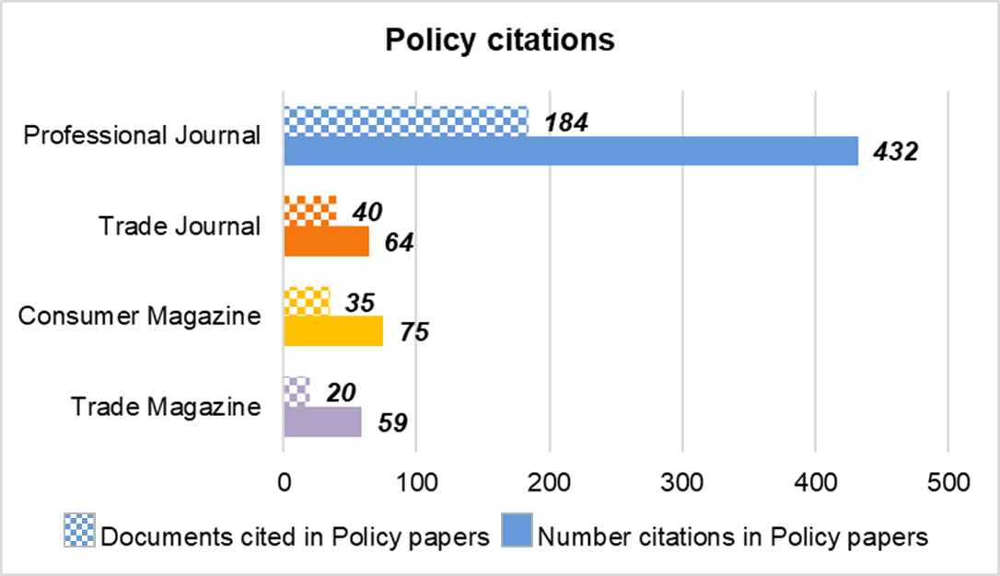 Policy citations
Professional Journal
184
432
Trade Journal
40
64
Consumer Magazine
35
75
Trade Magazine
20
59
0 100 200 300 400 500
Documents cited in Policy papers Number citations in Policy papers